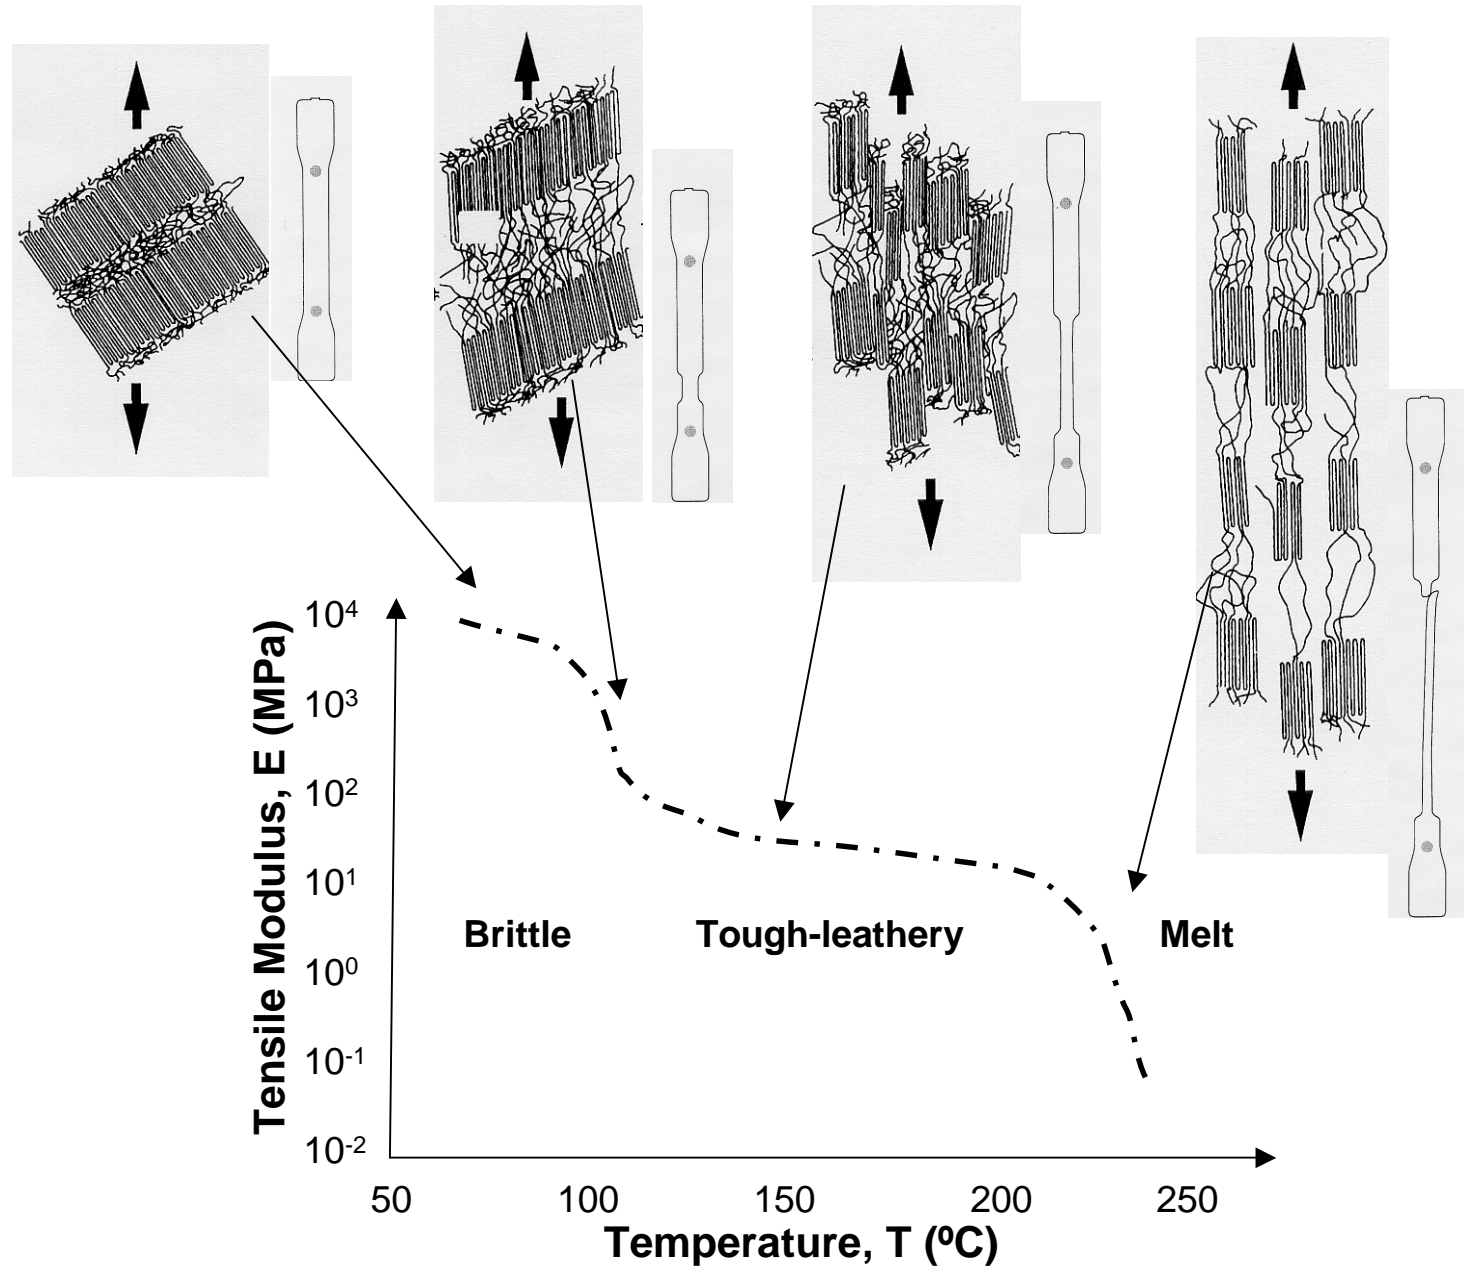 10⁴
10³
10²
10¹
10⁰
10⁻¹
10⁻²
Tensile Modulus, E (MPa)
Brittle
Tough-leathery
Melt
50
100
150
200
250
Temperature, T (ºC)